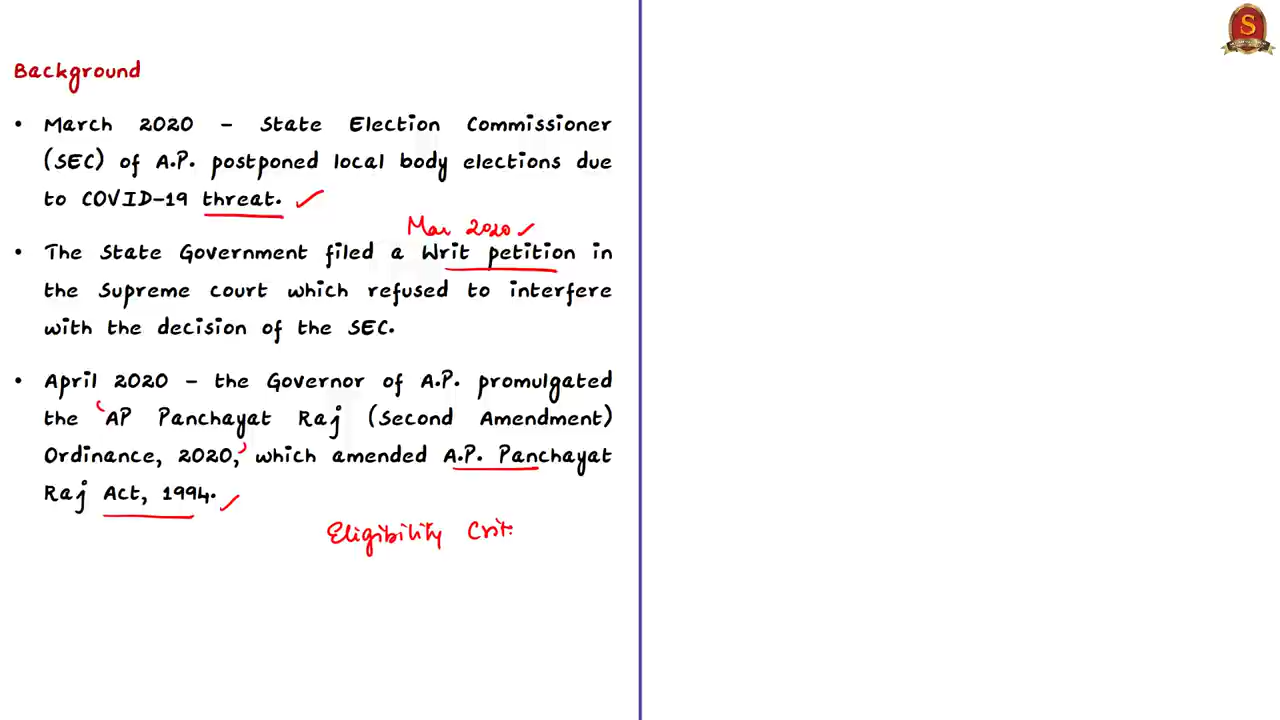 Background
• March 2020 - State Election Commissioner
(SEC) of A.P. postponed local body elections due
to COVID-19 threat. ✓
Mar 2020 ✓
• The State Government filed a Writ petition in
the Supreme court which refused to interfere
with the decision of the SEC.
• April 2020 - the Governor of A.P. promulgated
the 'AP Panchayat Raj (Second Amendment)
Ordinance, 2020,' which amended A.P. Panchayat
Raj Act, 1994. ✓
Eligibility Crit
S